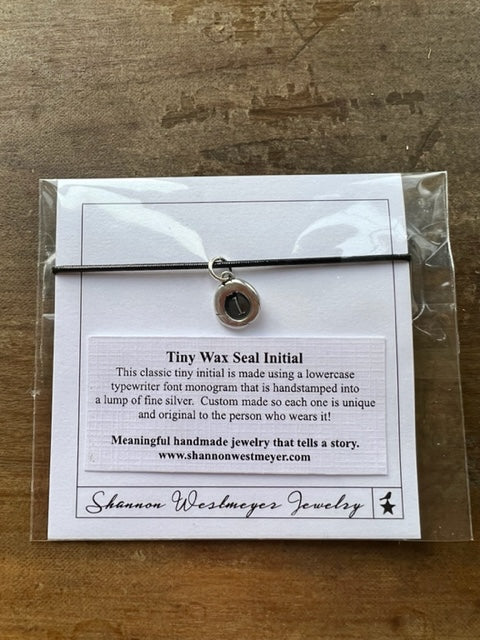 Tiny Wax Seal Initial
This classic tiny initial is made using a lowercase
typewriter font monogram that is handstamped into
a lump of fine silver. Custom made so each one is unique
and original to the person who wears it!
Meaningful handmade jewelry that tells a story.
www.shannonwestmeyer.com
Shannon Westmeyer Jewelry